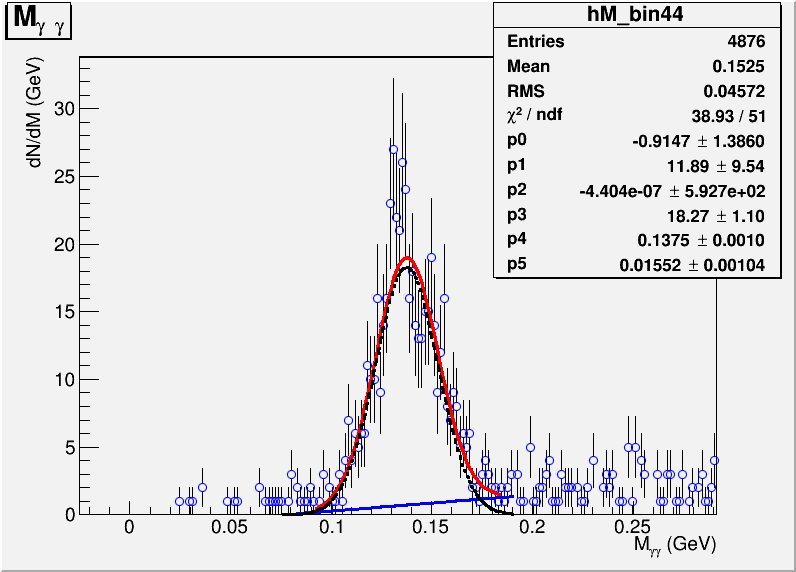 M γ γ
hM_bin44
Entries 4876
Mean 0.1525
RMS 0.04572
χ² / ndf 38.93 / 51
p0 -0.9147 ± 1.3860
p1 11.89 ± 9.54
p2 -4.404e-07 ± 5.927e+02
p3 18.27 ± 1.10
p4 0.1375 ± 0.0010
p5 0.01552 ± 0.00104
dN/dM (GeV)
30
25
20
15
10
5
0
0 0.05 0.1 0.15 0.2 0.25
Mγγ (GeV)